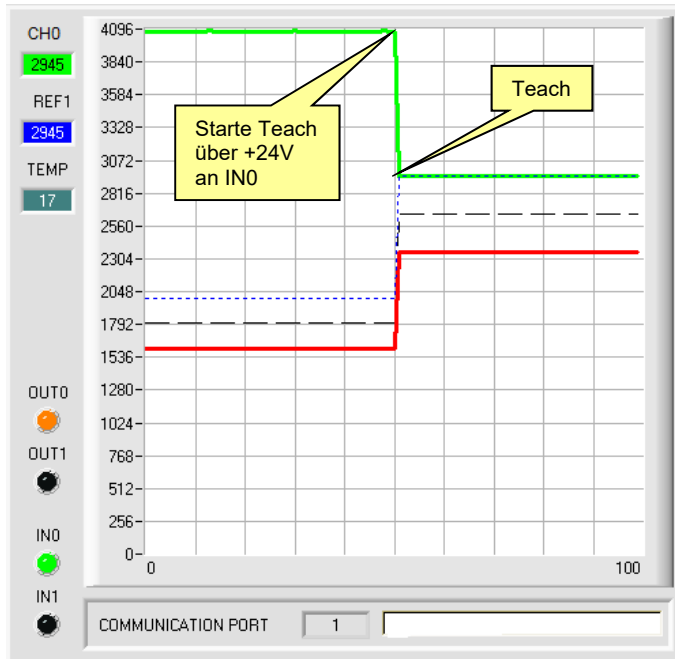 CH0
2945
REF1
2945
TEMP
17
OUT0
OUT1
IN0
IN1
4096
3840
3584
3328
3072
2816
2560
2304
2048
1792
1536
1280
1024
768
512
256
0
0
100
Starte Teach
über +24V
an IN0
Teach
COMMUNICATION PORT
1